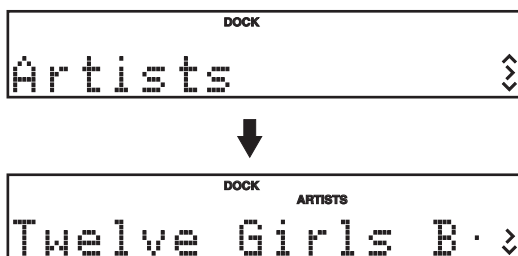 DOCK
Artists
DOCK
ARTISTS
Twelve Girls B·